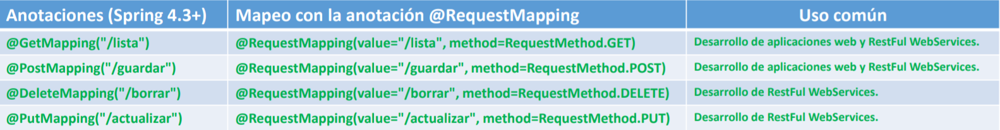 Anotaciones (Spring 4.3+) Mapeo con la anotación @RequestMapping Uso común
@GetMapping("/lista") @RequestMapping(value="/lista", method=RequestMethod.GET) Desarrollo de aplicaciones web y RestFul WebServices.
@PostMapping("/guardar") @RequestMapping(value="/guardar", method=RequestMethod.POST) Desarrollo de aplicaciones web y RestFul WebServices.
@DeleteMapping("/borrar") @RequestMapping(value="/borrar", method=RequestMethod.DELETE) Desarrollo de RestFul WebServices.
@PutMapping("/actualizar") @RequestMapping(value="/actualizar", method=RequestMethod.PUT) Desarrollo de RestFul WebServices.